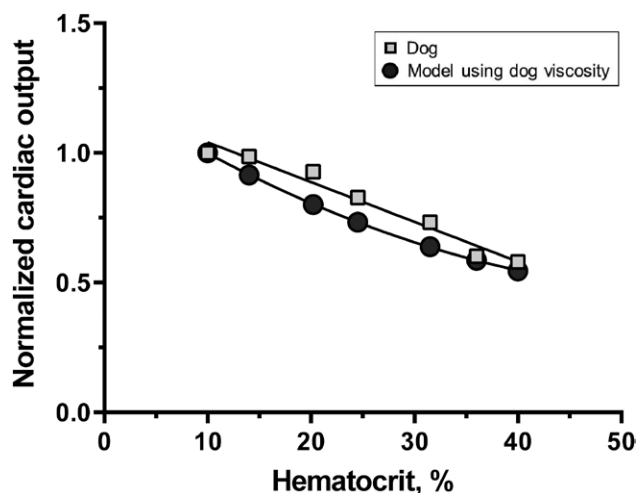 1.5
Dog
Model using dog viscosity
1.0
0.5
0.0
Normalized cardiac output
0 10 20 30 40 50
Hematocrit, %